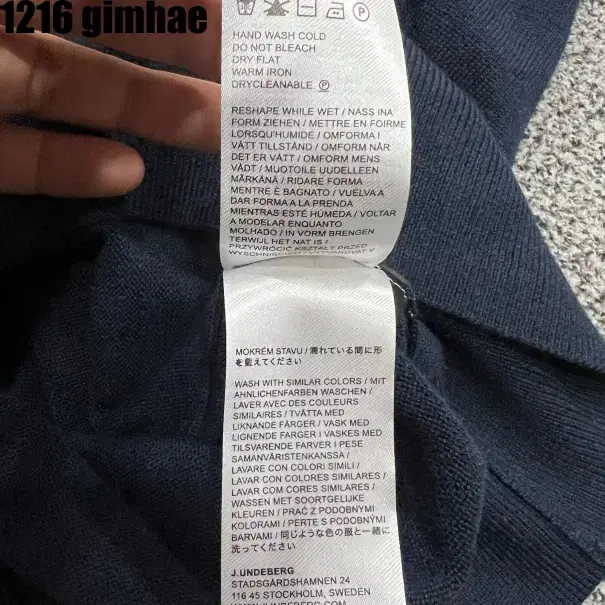 1216 gimhae
HAND WASH COLD
DO NOT BLEACH
DRY FLAT
WARM IRON
DRYCLEANABLE Ⓟ
RESHAPE WHILE WET / NASS INA
FORM ZIEHEN / METTRE EN FOIRME
LORSQU'HUMIDE / OMFORMA I
VÅTT TILLSTÅND / OMFORM NÅR
DET ER VÅTT / OMFORM MENS
VÅDT / MUOTOILE UUDELLEEN
MÄRKÄNÄ / RIDARE FORMA
MENTRE È BAGNATO / VUELVA A
DAR FORMA A LA PRENDA
MIENTRAS ESTÉ HÚMEDA / VOLTAR
A MODELAR ENQUANTO
MOLHADO / IN VORM BRENGEN
TERWIJL HET NAT IS /
PRZYWRÓCIĆ KSZTAŁT PRZED
MOKRÉM STAVU / 濡れている間に形
を整えてください
WASH WITH SIMILAR COLORS / MIT
ÄHNLICHENFARBEN WASCHEN /
LAVER AVEC DES COULEURS
SIMILAIRES / TVÄTTA MED
LIKNANDE FÄRGER / VASK MED
LIGNENDE FARGER / VASKES MED
TILSVARENDE FARVER / PESE
SAMANVÄRISTENKANSSA /
LAVARE CON COLORI SIMILI /
LAVAR CON COLORES SIMILARES /
LAVAR COM CORES SIMILARES /
WASSEN MET SOORTGELIJKE
KLEUREN / PRAĆ Z PODOBNYMI
KOLORAMI / PERTE S PODOBNÝMI
BARVAMI / 同じような色の服と一緒に
洗ってください
J.LINDEBERG
STADSGÅRDSHAMNEN 24
116 45 STOCKHOLM, SWEDEN